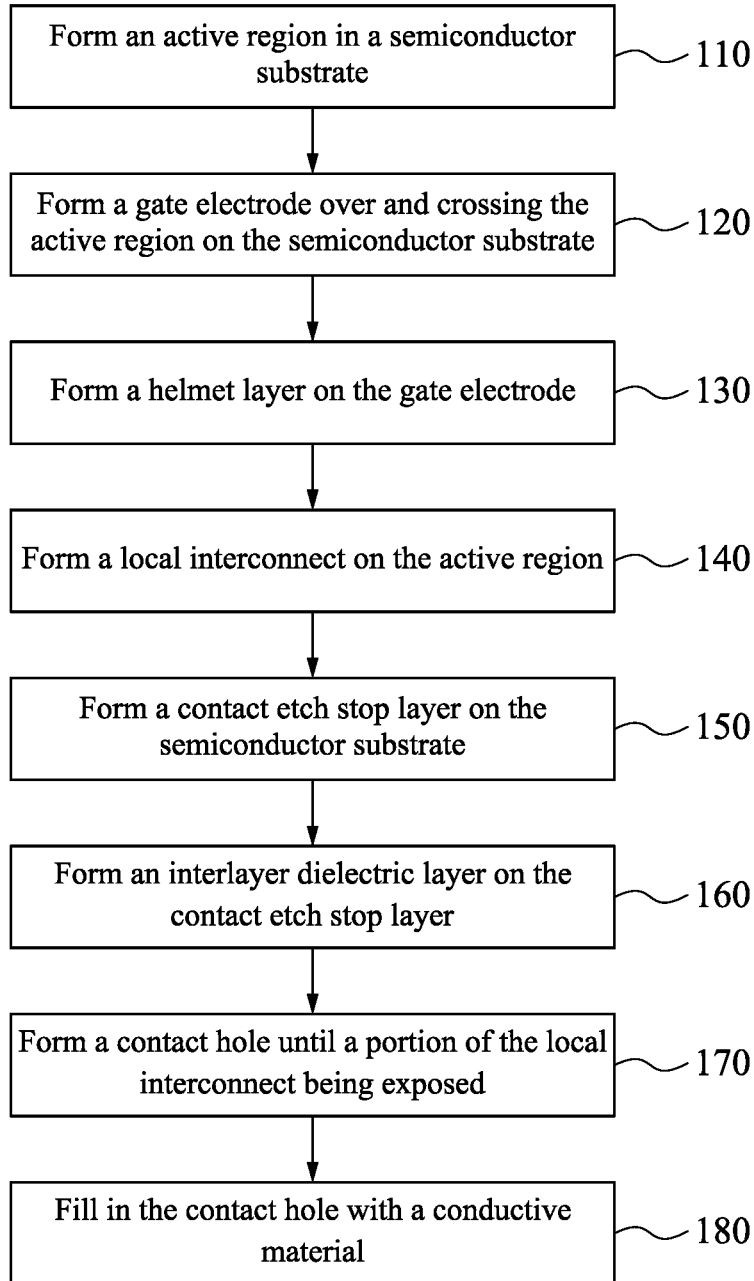 Form an active region in a semiconductor
substrate
110
Form a gate electrode over and crossing the
active region on the semiconductor substrate
120
Form a helmet layer on the gate electrode
130
Form a local interconnect on the active region
140
Form a contact etch stop layer on the
semiconductor substrate
150
Form an interlayer dielectric layer on the
contact etch stop layer
160
Form a contact hole until a portion of the local
interconnect being exposed
170
Fill in the contact hole with a conductive
material
180